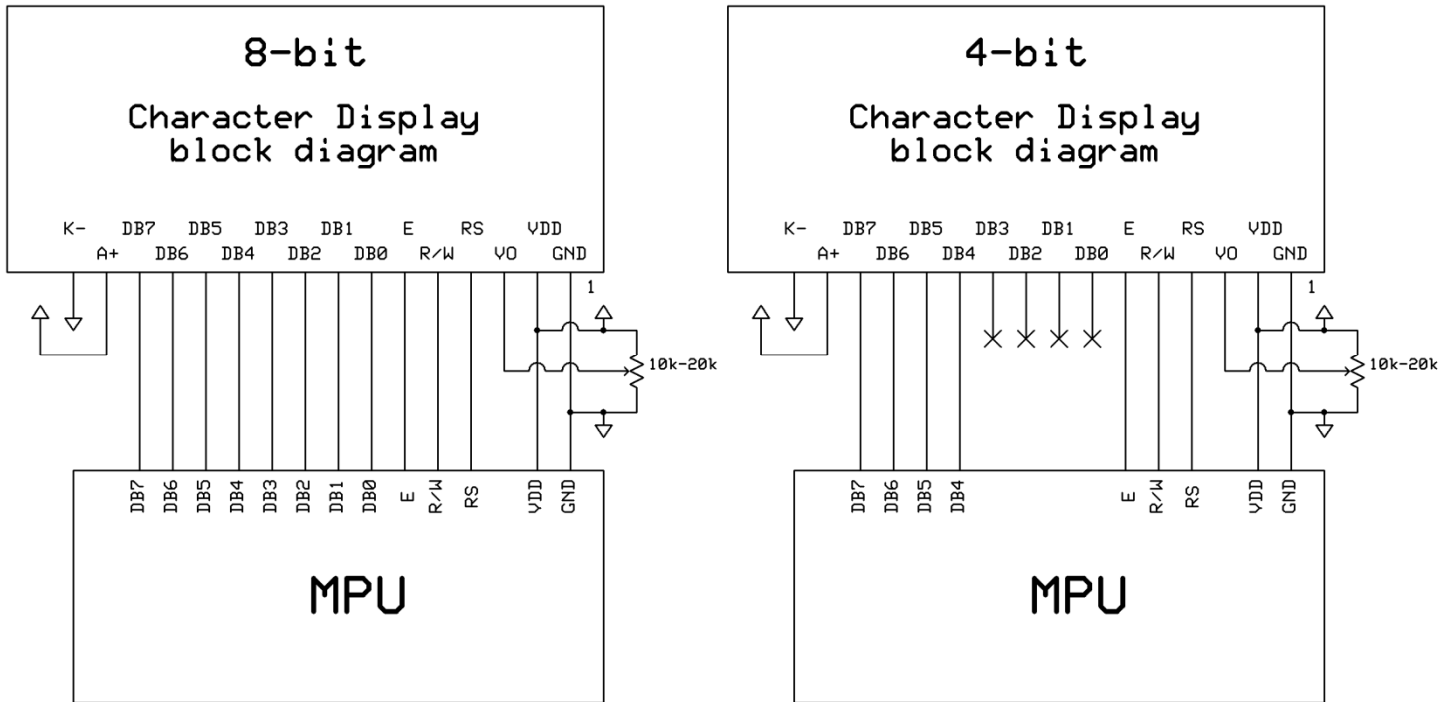 8-bit
Character Display
block diagram
K- DB7 DB5 DB3 DB1 E RS VDD
A+ DB6 DB4 DB2 DB0 R/W VO GND
1
10k-20k
DB7 DB6 DB5 DB4 DB3 DB2 DB1 DB0 E R/W RS VDD GND
MPU
4-bit
Character Display
block diagram
K- DB7 DB5 DB3 DB1 E RS VDD
A+ DB6 DB4 DB2 DB0 R/W VO GND
1
10k-20k
DB7 DB6 DB5 DB4 E R/W RS VDD GND
MPU